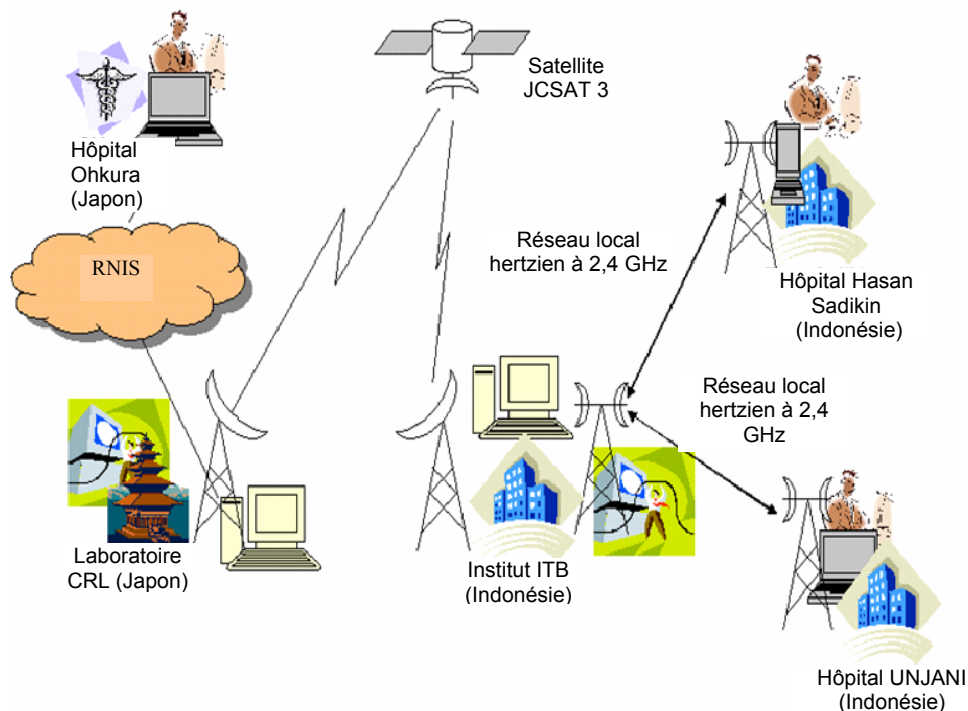 Satellite
JCSAT 3
Hôpital
Ohkura
(Japon)
RNIS
Réseau local
hertzien à 2,4 GHz
Hôpital Hasan
Sadikin
(Indonésie)
Réseau local
hertzien à 2,4
GHz
Laboratoire
CRL (Japon)
Institut ITB
(Indonésie)
Hôpital UNJANI
(Indonésie)